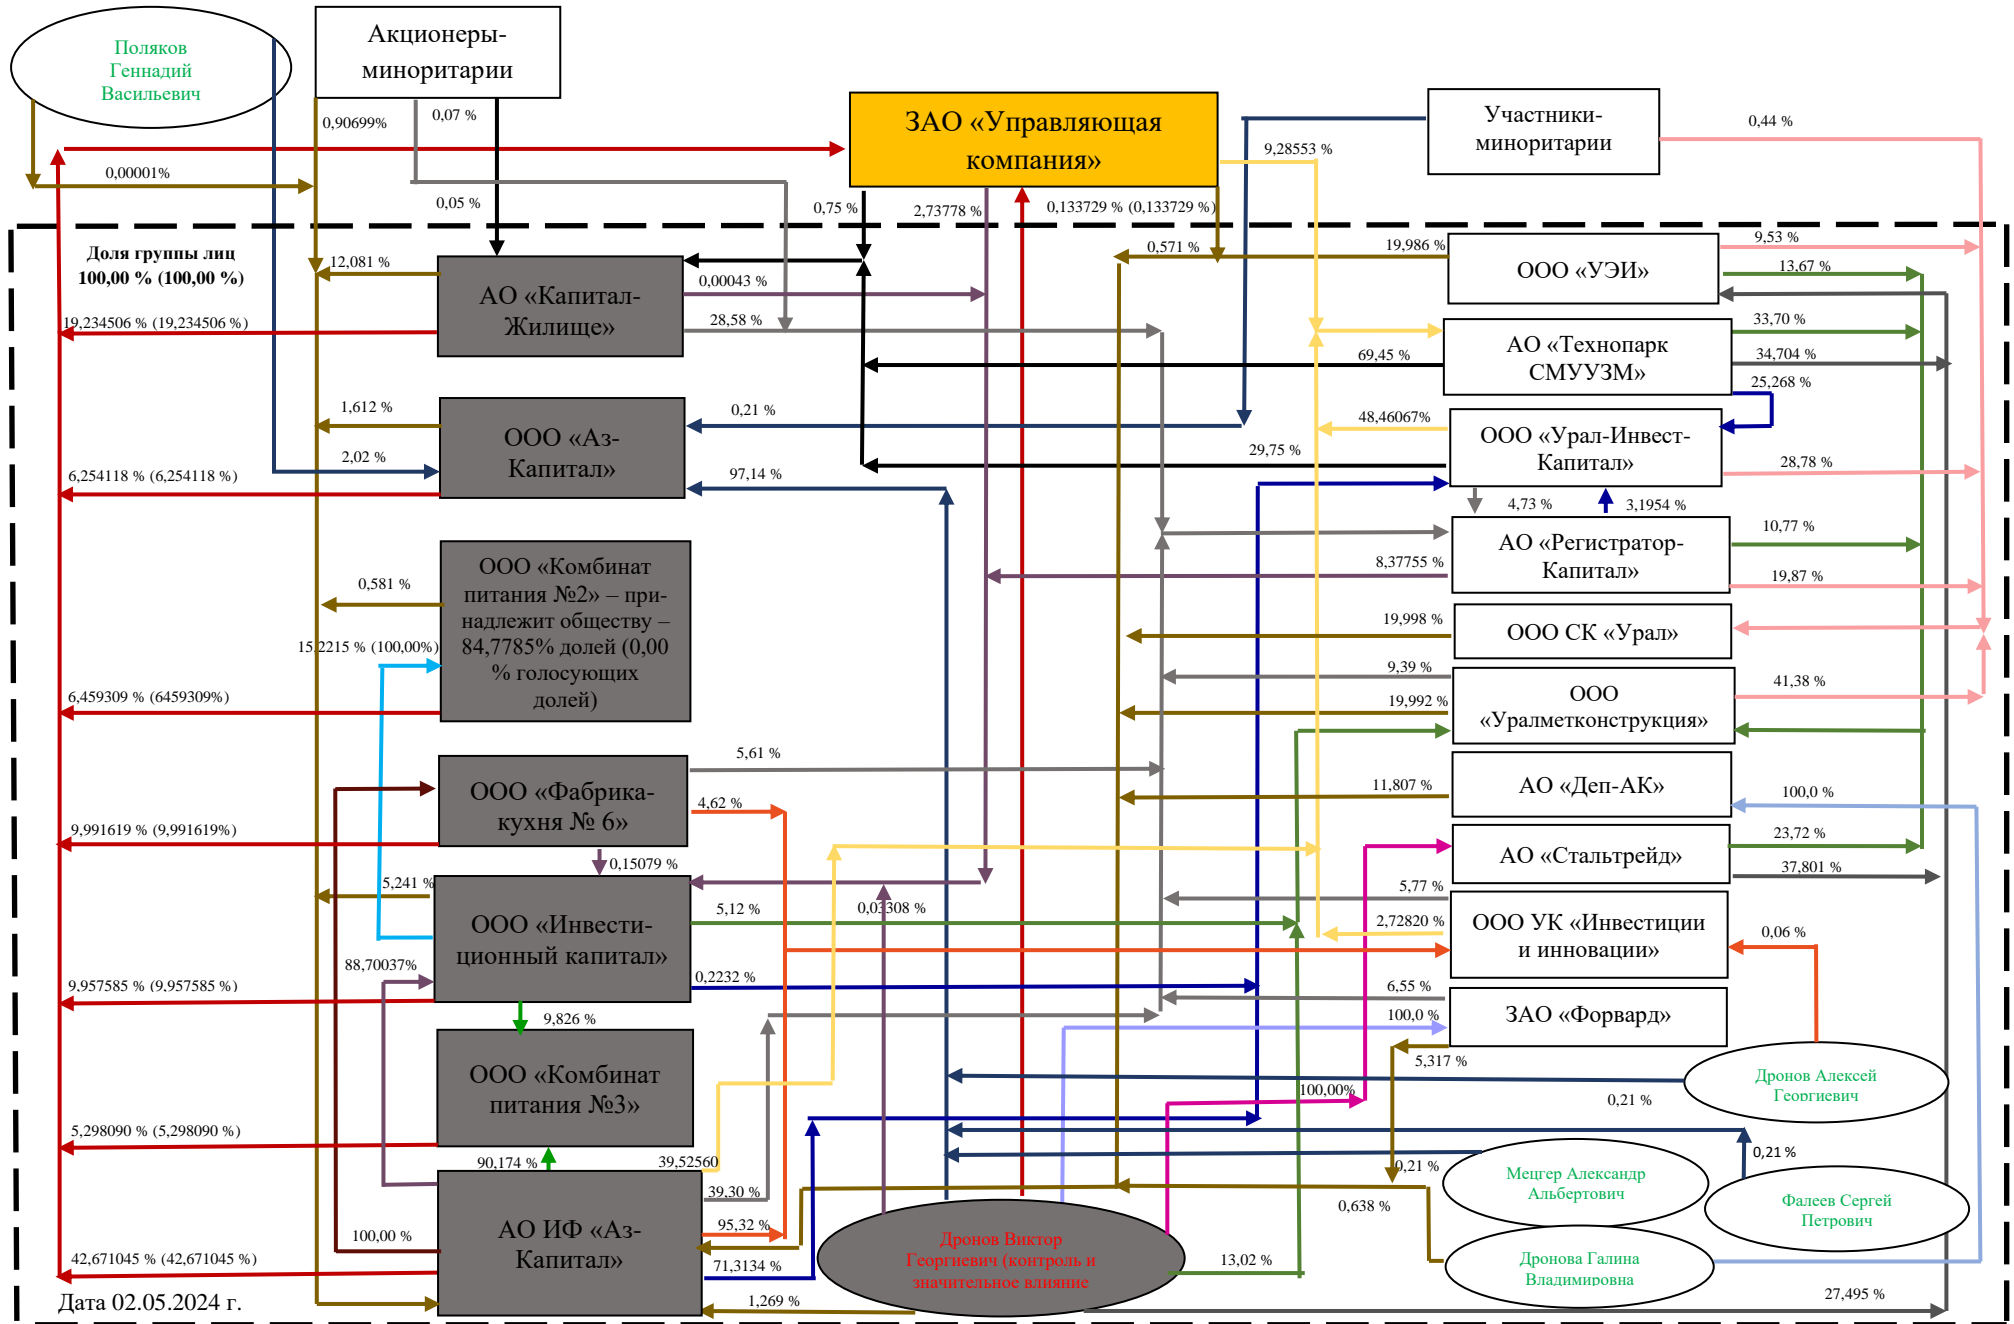 Поляков
Геннадий
Васильевич
Акционеры-
миноритарии
0,07 %
0,90699%
0,00001%
0,05 %
ЗАО «Управляющая
компания»
9,28553 %
Участники-
миноритарии
0,44 %
0,75 %
2,73778 %
0,133729 % (0,133729 %)
Доля группы лиц
100,00 % (100,00 %)
12,081 %
АО «Капитал-
Жилище»
0,00043 %
28,58 %
19,234506 % (19,234506 %)
0,571 %
19,986 %
ООО «УЭИ»
9,53 %
13,67 %
АО «Технопарк
СМУУЗМ»
33,70 %
34,704 %
25,268 %
69,45 %
48,46067%
29,75 %
1,612 %
ООО «Аз-
Капитал»
0,21 %
2,02 %
97,14 %
6,254118 % (6,254118 %)
ООО «Урал-Инвест-
Капитал»
28,78 %
4,73 %
3,1954 %
АО «Регистратор-
Капитал»
10,77 %
19,87 %
8,37755 %
0,581 %
ООО «Комбинат
питания №2» – при-
надлежит обществу –
84,7785% долей (0,00
% голосующих
долей)
15,2215 % (100,00%)
6,459309 % (6459309%)
19,998 %
ООО СК «Урал»
9,39 %
19,992 %
ООО
«Уралметконструкция»
41,38 %
ООО «Фабрика-
кухня № 6»
5,61 %
4,62 %
9,991619 % (9,991619%)
0,15079 %
11,807 %
АО «Деп-АК»
100,0 %
АО «Стальтрейд»
23,72 %
37,801 %
5,241 %
ООО «Инвести-
ционный капитал»
0,03308 %
5,12 %
0,2232 %
88,70037%
9,957585 % (9,957585 %)
9,826 %
5,77 %
2,72820 %
ООО УК «Инвестиции
и инновации»
0,06 %
6,55 %
100,0 %
ЗАО «Форвард»
5,317 %
ООО «Комбинат
питания №3»
5,298090 % (5,298090 %)
90,174 %
39,52560
Дронов Алексей
Георгиевич
100,00%
0,21 %
0,21 %
Мецгер Александр
Альбертович
0,21 %
Фалеев Сергей
Петрович
0,638 %
Дронова Галина
Владимировна
АО ИФ «Аз-
Капитал»
39,30 %
95,32 %
71,3134 %
1,269 %
100,00 %
42,671045 % (42,671045 %)
Дронов Виктор
Георгиевич (контроль и
значительное влияние
13,02 %
27,495 %
Дата 02.05.2024 г.